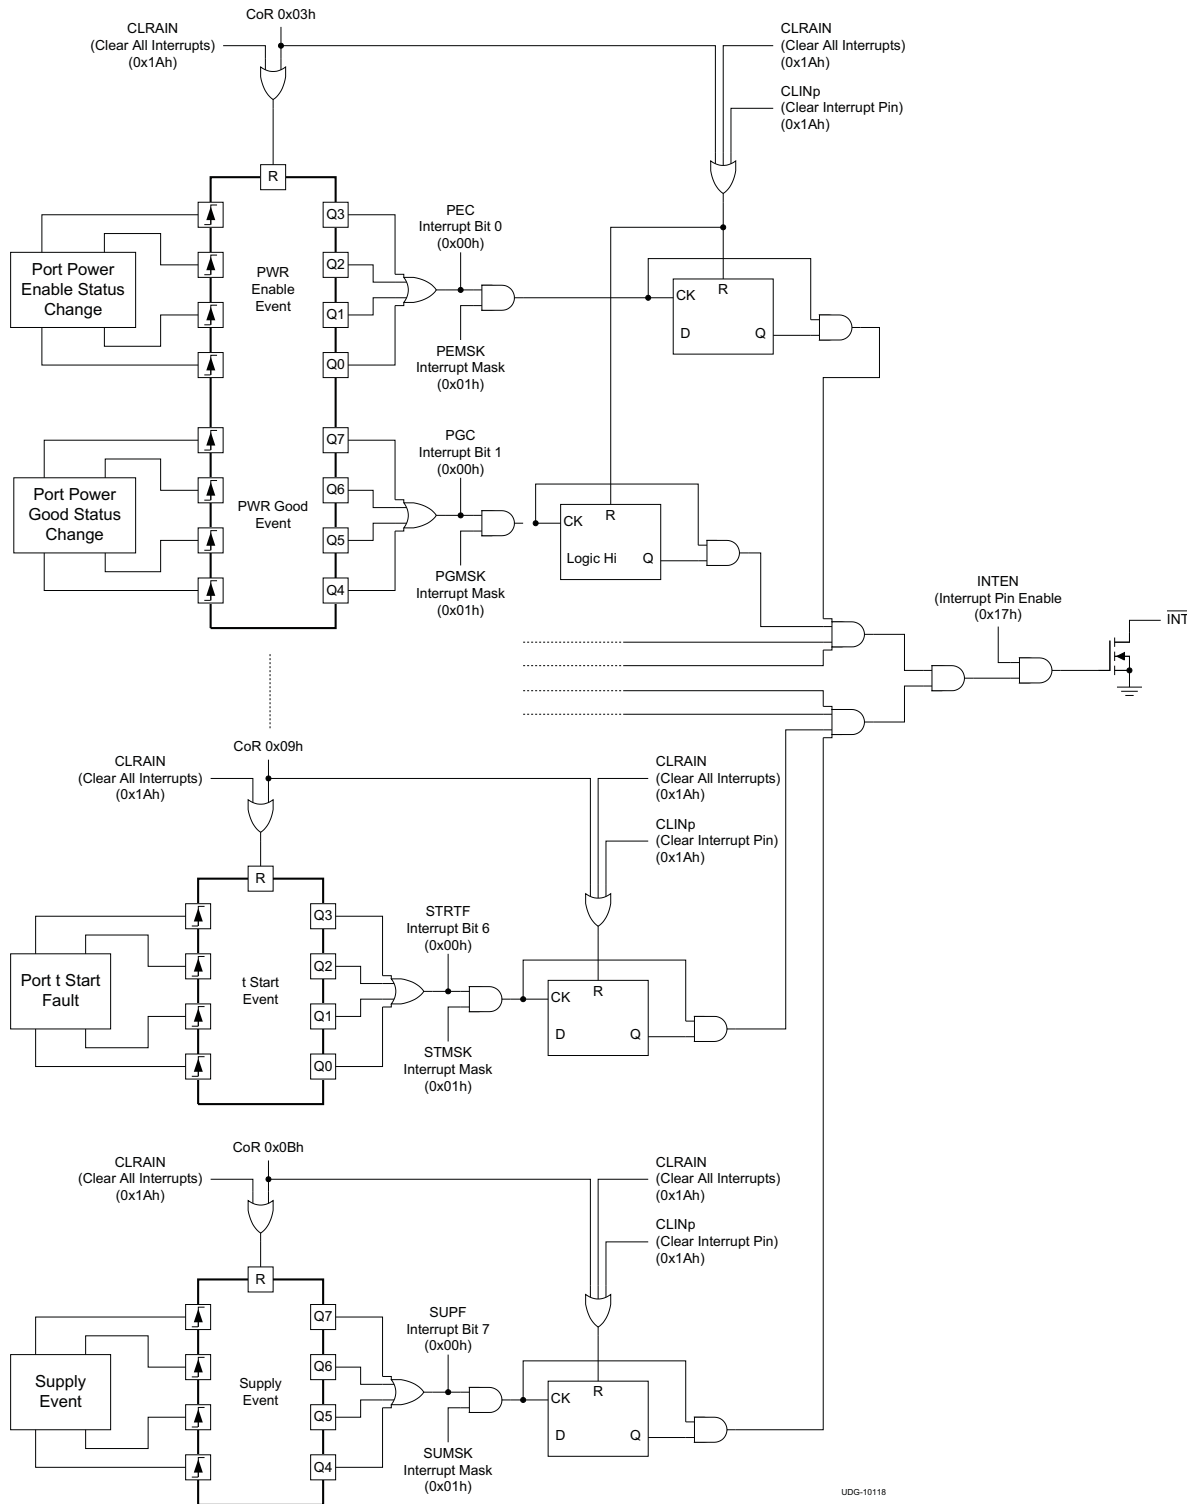 CoR 0x03h
CLRAIN
(Clear All Interrupts)
(0x1Ah)
CLRAIN
(Clear All Interrupts)
(0x1Ah)
CLINp
(Clear Interrupt Pin)
(0x1Ah)
R
Port Power
Enable Status
Change
PWR
Enable
Event
Q3
Q2
Q1
Q0
PEC
Interrupt Bit 0
(0x00h)
PEMSK
Interrupt Mask
(0x01h)
CK
R
D
Q
Port Power
Good Status
Change
PWR Good
Event
Q7
Q6
Q5
Q4
PGC
Interrupt Bit 1
(0x00h)
PGMSK
Interrupt Mask
(0x01h)
CK
R
Logic Hi
Q
INTEN
(Interrupt Pin Enable
(0x17h)
INT
CoR 0x09h
CLRAIN
(Clear All Interrupts)
(0x1Ah)
CLRAIN
(Clear All Interrupts)
(0x1Ah)
CLINp
(Clear Interrupt Pin)
(0x1Ah)
R
Port t Start
Fault
t Start
Event
Q3
Q2
Q1
Q0
STRTF
Interrupt Bit 6
(0x00h)
STMSK
Interrupt Mask
(0x01h)
CK
R
D
Q
CoR 0x0Bh
CLRAIN
(Clear All Interrupts)
(0x1Ah)
CLRAIN
(Clear All Interrupts)
(0x1Ah)
CLINp
(Clear Interrupt Pin)
(0x1Ah)
R
Supply
Event
Supply
Event
Q7
Q6
Q5
Q4
SUPF
Interrupt Bit 7
(0x00h)
SUMSK
Interrupt Mask
(0x01h)
CK
R
D
Q
UDG-10118